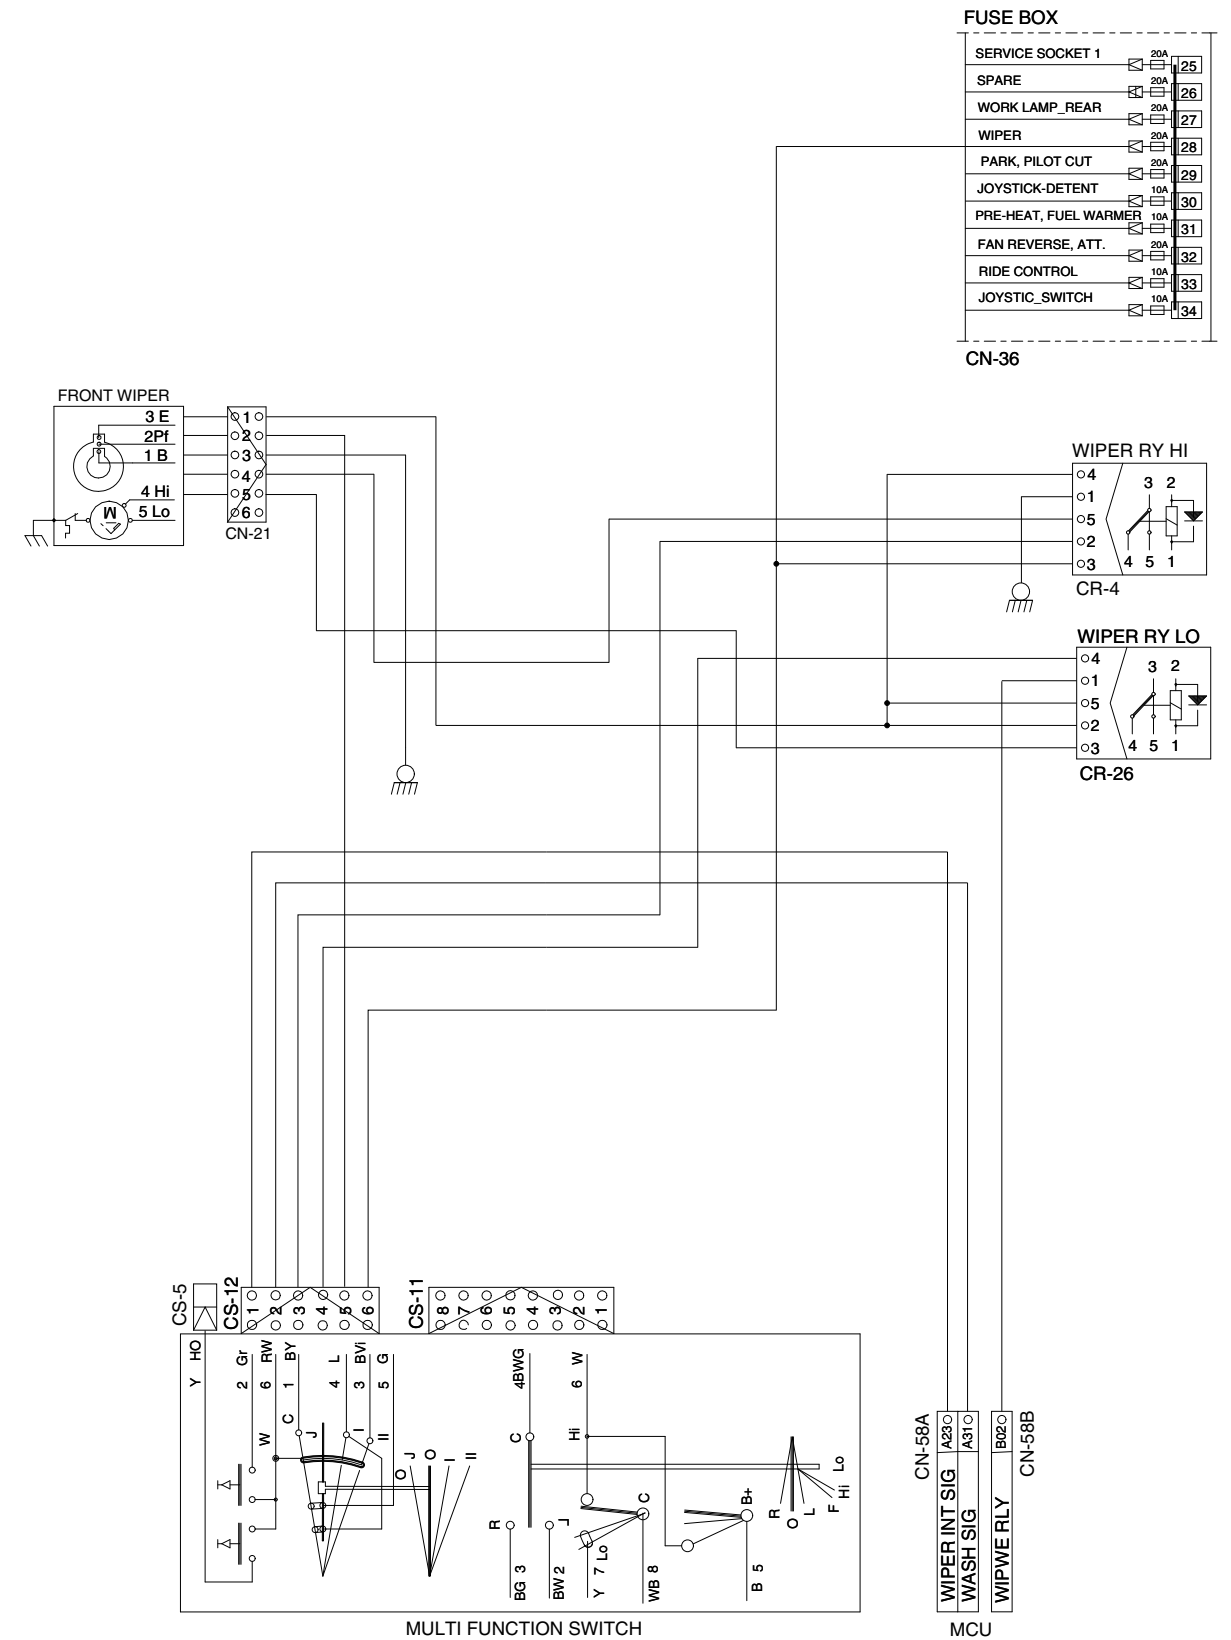 FUSE BOX
SERVICE SOCKET 1 20A 25
SPARE 20A 26
WORK LAMP_REAR 20A 27
WIPER 20A 28
PARK, PILOT CUT 20A 29
JOYSTICK-DETENT 10A 30
PRE-HEAT, FUEL WARMER 10A 31
FAN REVERSE, ATT. 20A 32
RIDE CONTROL 10A 33
JOYSTIC_SWITCH 10A 34
CN-36
FRONT WIPER
3 E
2Pf
1 B
4 Hi
5 Lo
M
1
2
3
4
5
6
CN-21
WIPER RY HI
4
1
5
2
3
3 2
4 5 1
CR-4
WIPER RY LO
4
1
5
2
3
3 2
4 5 1
CR-26
CS-5
CS-12
1 2 3 4 5 6
CS-11
8 7 6 5 4 3 2 1
Y HO
2 Gr
6 RW
1 BY
4 L
3 BVi
5 G
W
C
J
I
II
O
J
O
I
II
4BWG
6 W
C
Hi
R
L
BG 3
BW 2
Y 7
Lo
C
WB 8
B+
B 5
R
O
L
F
Hi
Lo
MULTI FUNCTION SWITCH
CN-58A
A23
A31
B02
CN-58B
WIPER INT SIG
WASH SIG
WIPWE RLY
MCU